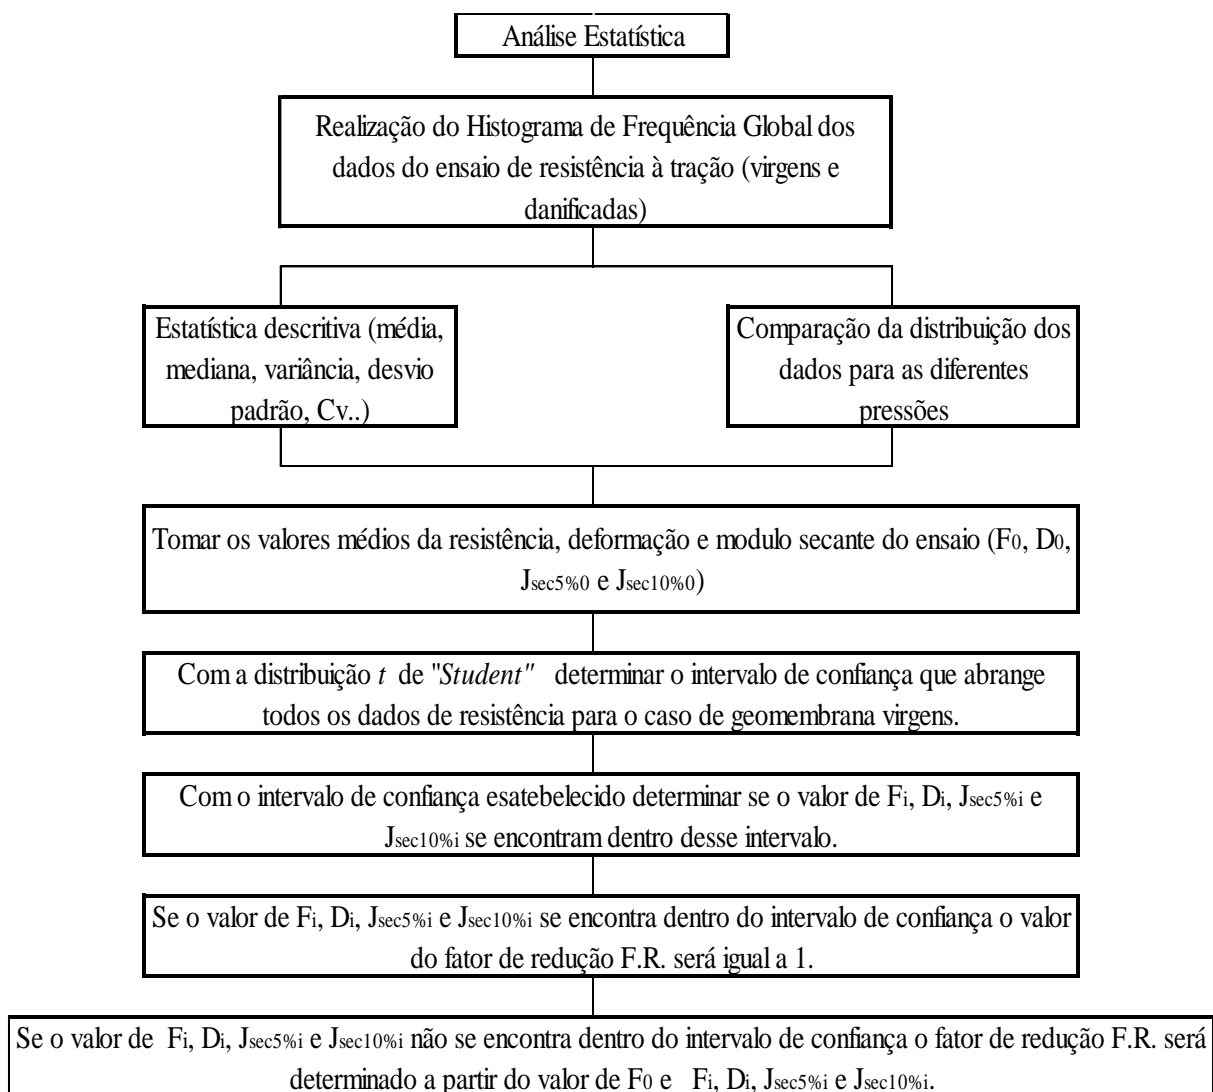 Análise Estatística
Realização do Histograma de Frequência Global dos
dados do ensaio de resistência à tração (virgens e
danificadas)
Estatística descritiva (média,
mediana, variância, desvio
padrão, Cv..)
Comparação da distribuição dos
dados para as diferentes
pressões
Tomar os valores médios da resistência, deformação e modulo secante do ensaio (F0, D0,
Jsec5%0 e Jsec10%0)
Com a distribuição t de "Student" determinar o intervalo de confiança que abrange
todos os dados de resistência para o caso de geomembrana virgens.
Com o intervalo de confiança esatebelecido determinar se o valor de Fi, Di, Jsec5%i e
Jsec10%i se encontram dentro desse intervalo.
Se o valor de Fi, Di, Jsec5%i e Jsec10%i se encontra dentro do intervalo de confiança o valor
do fator de redução F.R. será igual a 1.
Se o valor de Fi, Di, Jsec5%i e Jsec10%i não se encontra dentro do intervalo de confiança o fator de redução F.R. será
determinado a partir do valor de F0 e Fi, Di, Jsec5%i e Jsec10%i.